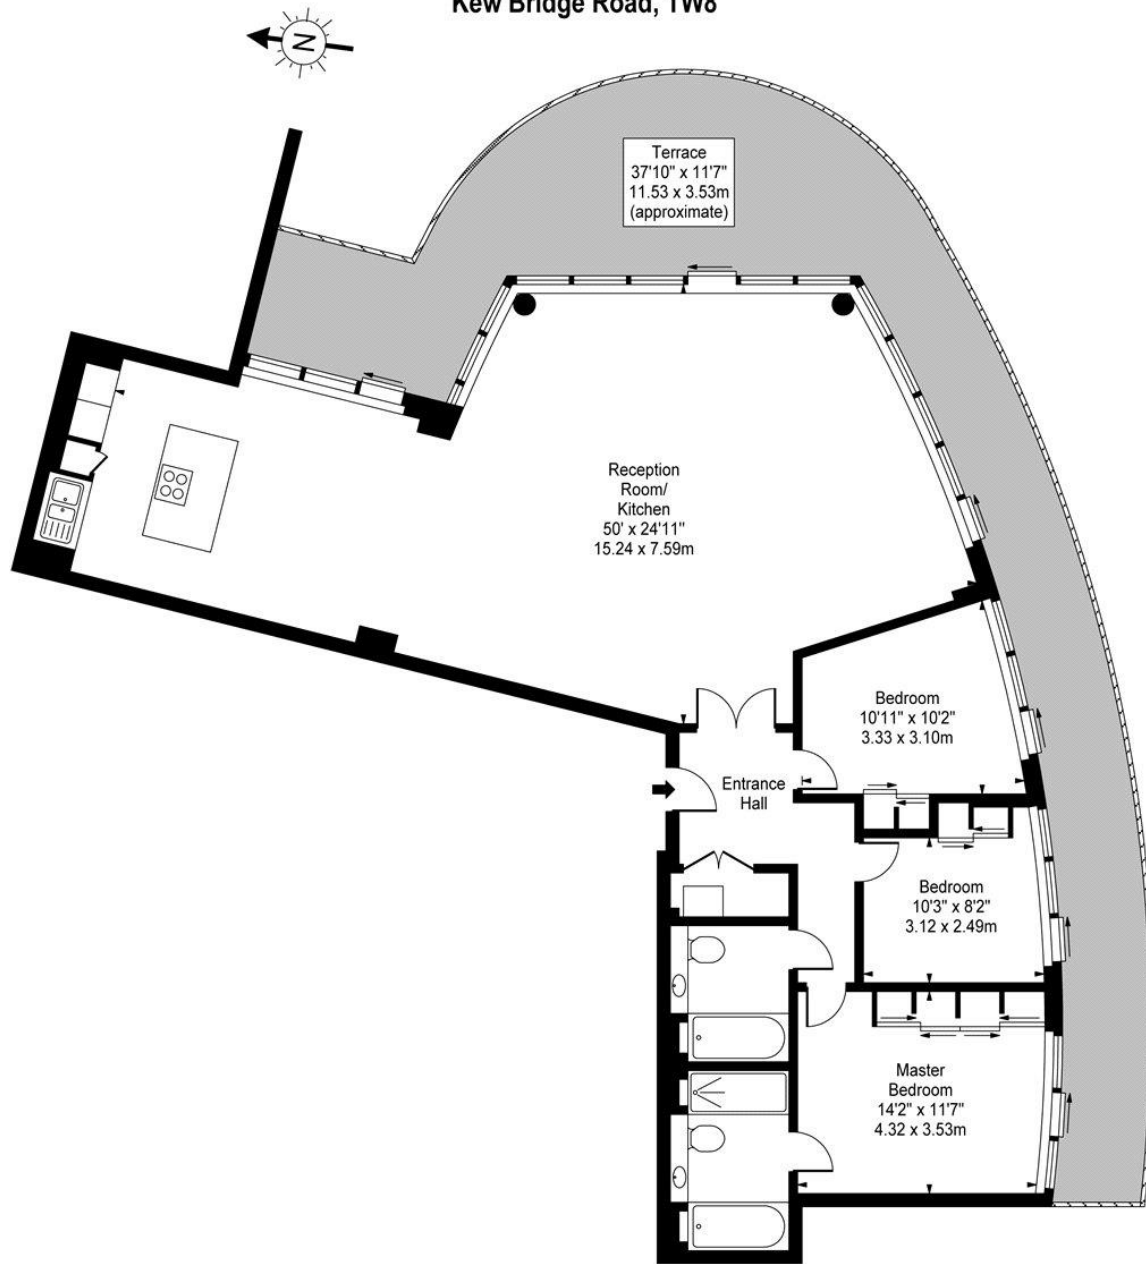 Kew Bridge Road, TW8
N
Terrace
37'10" x 11'7"
11.53 x 3.53m
(approximate)
Reception
Room/
Kitchen
50' x 24'11"
15.24 x 7.59m
Bedroom
10'11" x 10'2"
3.33 x 3.10m
Entrance
Hall
Bedroom
10'3" x 8'2"
3.12 x 2.49m
Master
Bedroom
14'2" x 11'7"
4.32 x 3.53m